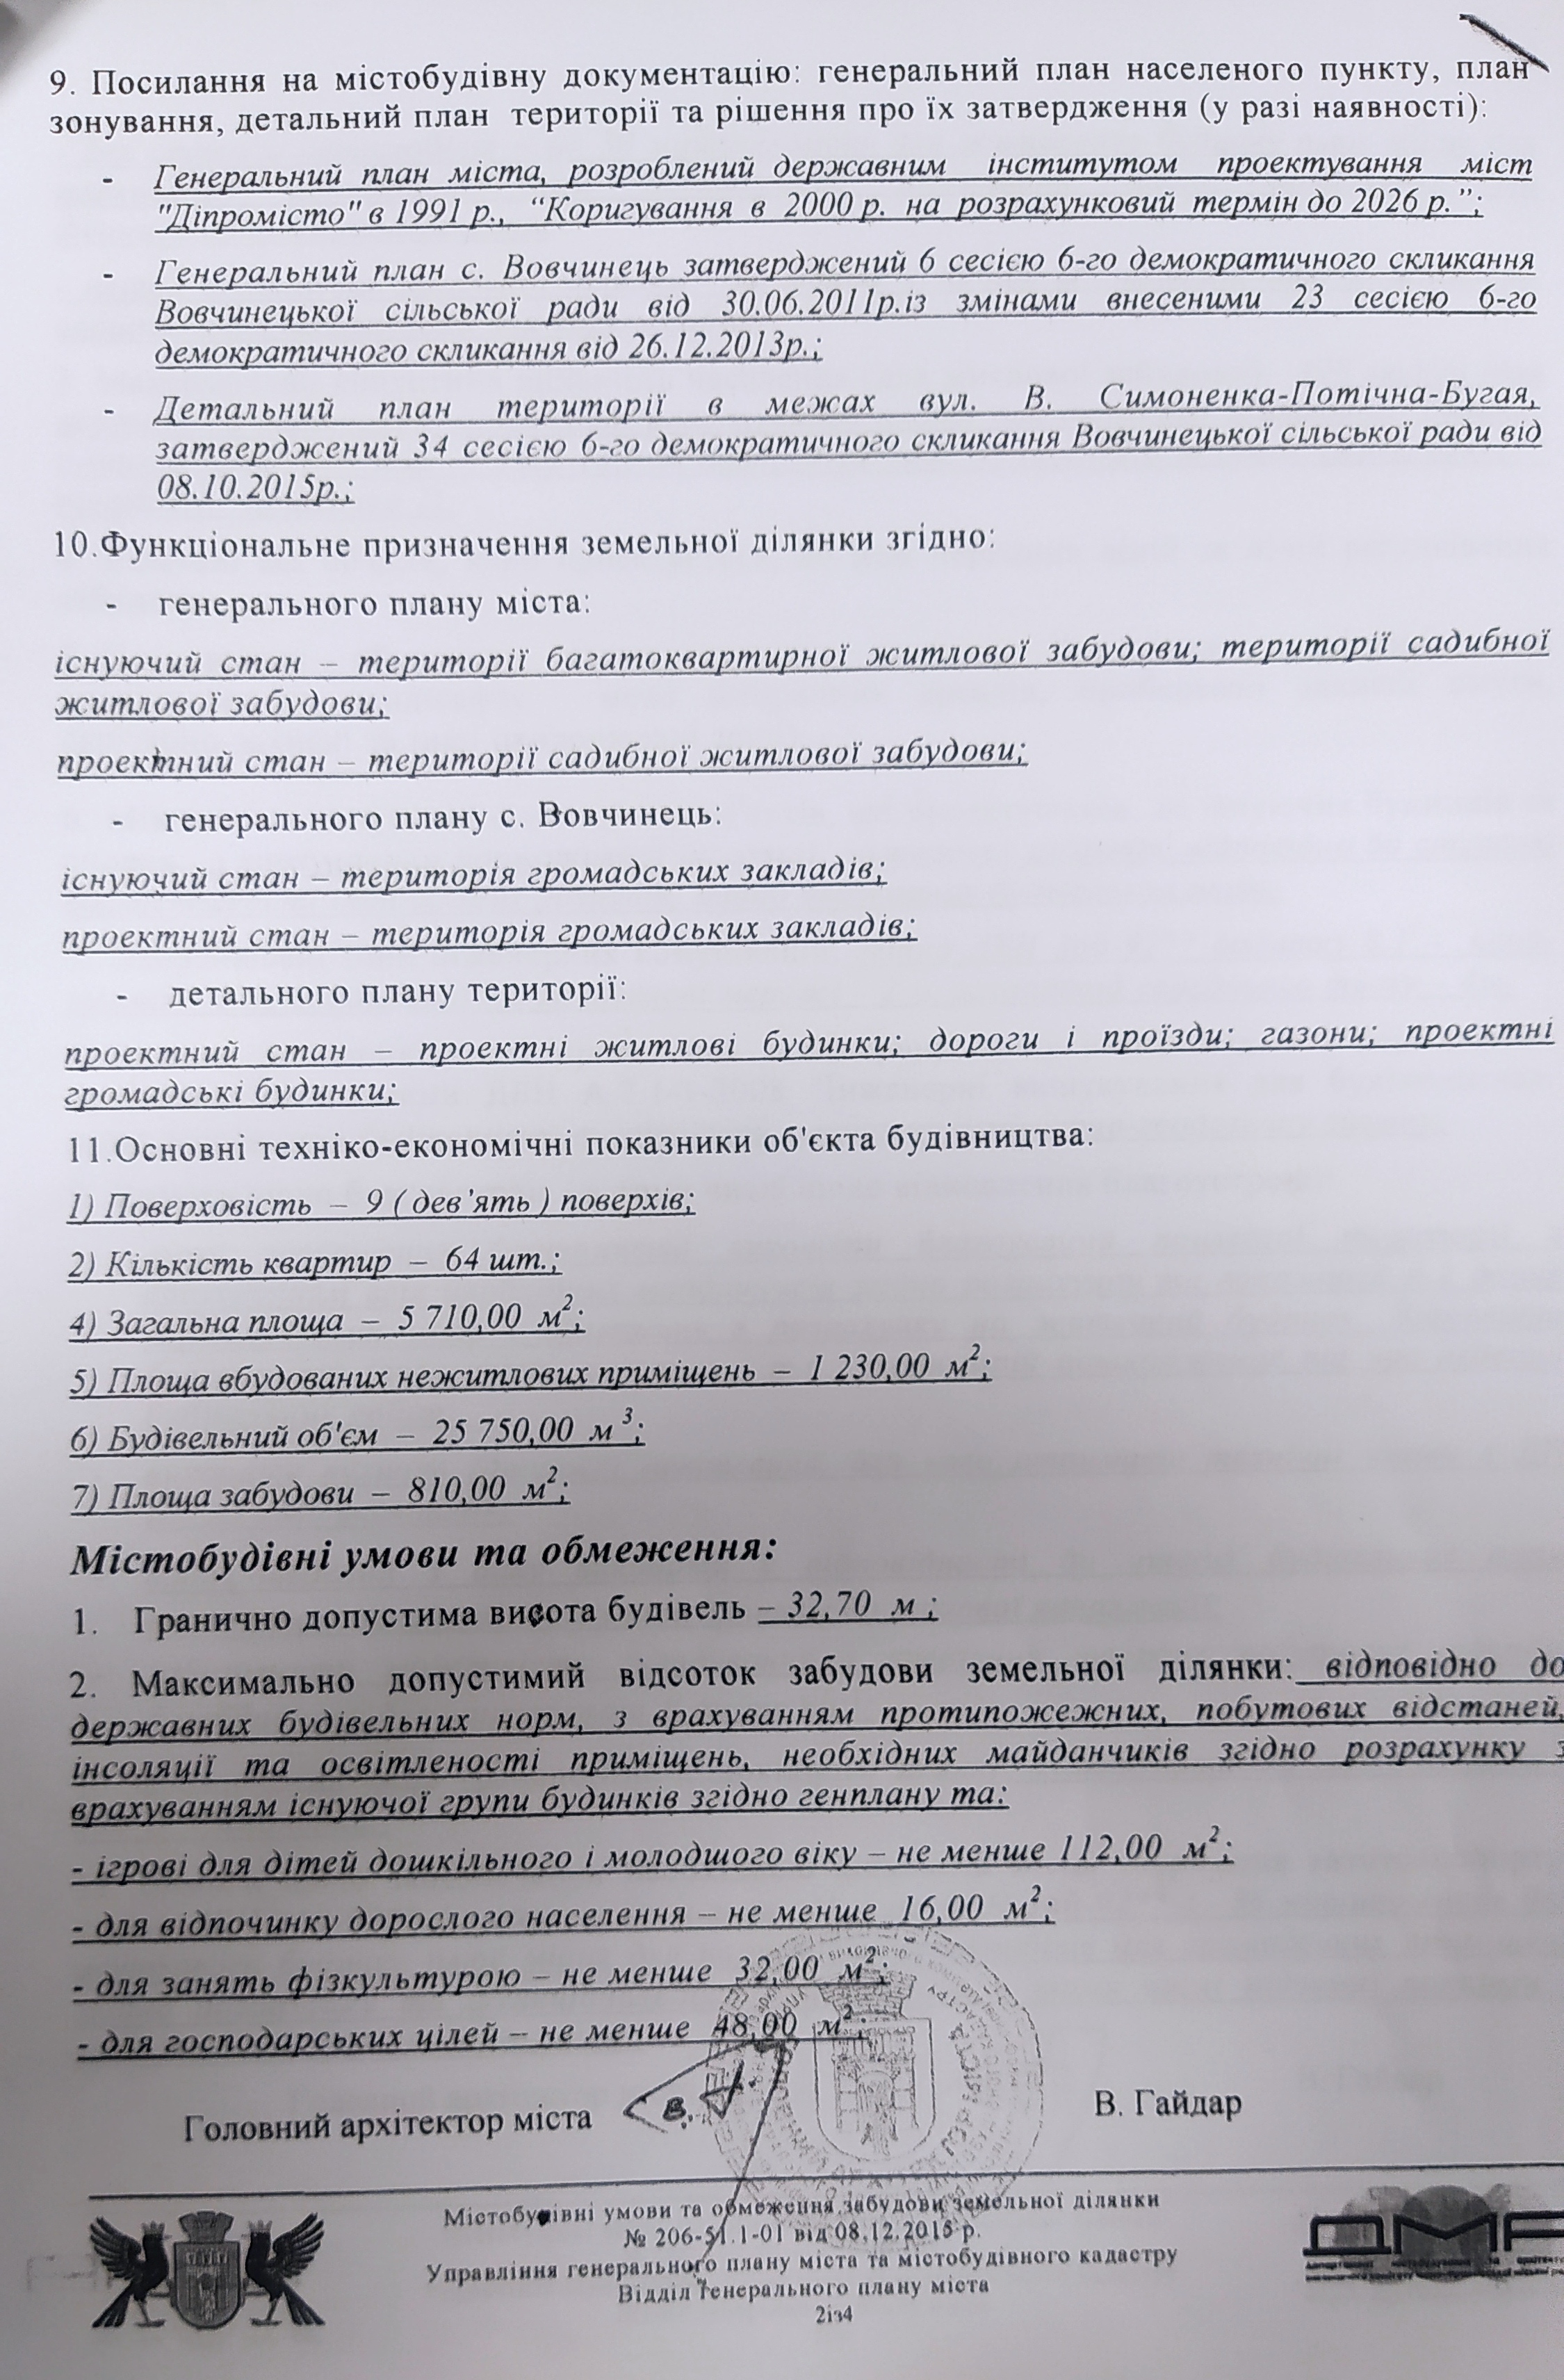 9. Посилання на містобудівну документацію: генеральний план населеного пункту, план
зонування, детальний план території та рішення про їх затвердження (у разі наявності):
- Генеральний план міста, розроблений державним інститутом проектування міст
"Діпромісто" в 1991 р., “Коригування в 2000 р. на розрахунковий термін до 2026 р. ”;
- Генеральний план с. Вовчинець затверджений 6 сесією 6-го демократичного скликання
Вовчинецької сільської ради від 30.06.2011р.із змінами внесеними 23 сесією 6-го
демократичного скликання від 26.12.2013р.;
- Детальний план території в межах вул. В. Симоненка-Потічна-Бугая,
затверджений 34 сесією 6-го демократичного скликання Вовчинецької сільської ради від
08.10.2015р.;
10.Функціональне призначення земельної ділянки згідно:
- генерального плану міста:
існуючий стан – території багатоквартирної житлової забудови; території садибної
житлової забудови;
проектний стан – території садибної житлової забудови;
- генерального плану с. Вовчинець:
існуючий стан – територія громадських закладів;
проектний стан – територія громадських закладів;
- детального плану території:
проектний стан – проектні житлові будинки; дороги і проїзди; газони; проектні
громадські будинки;
11.Основні техніко-економічні показники об'єкта будівництва:
1) Поверховість – 9 (дев'ять) поверхів;
2) Кількість квартир – 64 шт.;
4) Загальна площа – 5 710,00 м²;
5) Площа вбудованих нежитлових приміщень – 1 230,00 м²;
6) Будівельний об'єм – 25 750,00 м³;
7) Площа забудови – 810,00 м²;
Містобудівні умови та обмеження:
1. Гранично допустима висота будівель – 32,70 м ;
2. Максимально допустимий відсоток забудови земельної ділянки: відповідно до
державних будівельних норм, з врахуванням протипожежних, побутових відстаней,
інсоляції та освітленості приміщень, необхідних майданчиків згідно розрахунку з
врахуванням існуючої групи будинків згідно генплану та:
- ігрові для дітей дошкільного і молодшого віку – не менше 112,00 м²;
- для відпочинку дорослого населення – не менше 16,00 м²;
- для занять фізкультурою – не менше 32,00 м²;
- для господарських цілей – не менше 48,00 м².
Головний архітектор міста В. Гайдар
Містобудівні умови та обмеження забудови земельної ділянки
№ 206-51.1-01 від 08.12.2016 р.
Управління генерального плану міста та містобудівного кадастру
Відділ генерального плану міста
2із4
ДМР